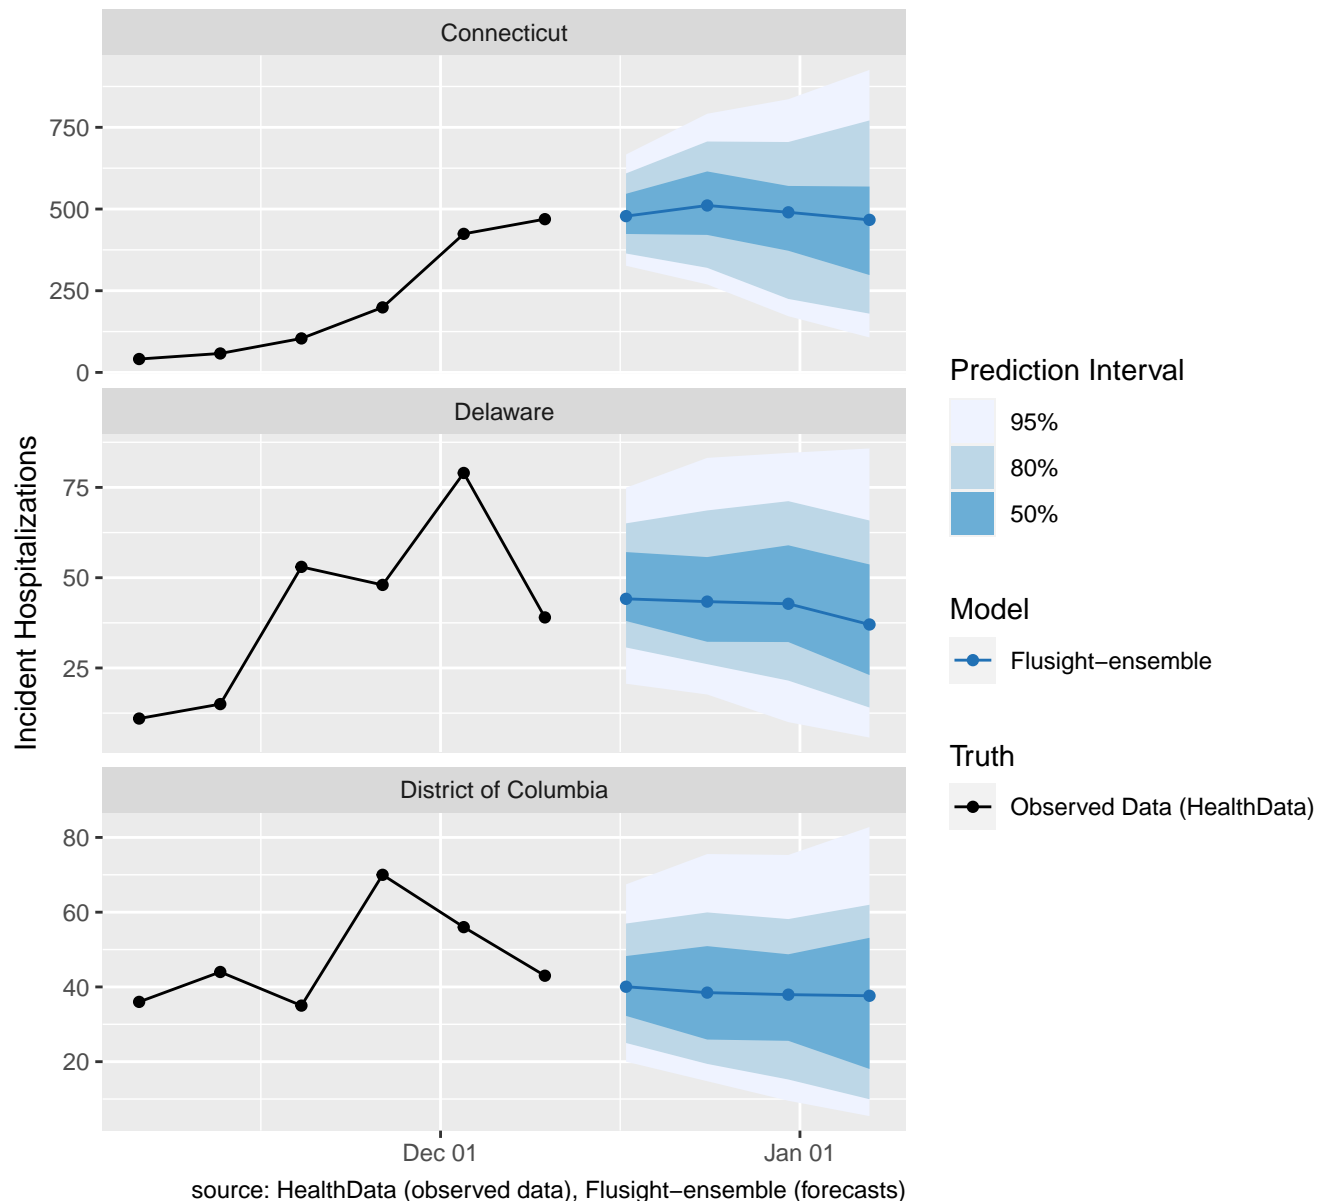 Connecticut
750
500
250
0
Delaware
75
50
25
District of Columbia
80
60
40
20
Dec 01
Jan 01
Incident Hospitalizations
source: HealthData (observed data), Flusight−ensemble (forecasts)
Prediction Interval
95%
80%
50%
Model
Flusight−ensemble
Truth
Observed Data (HealthData)